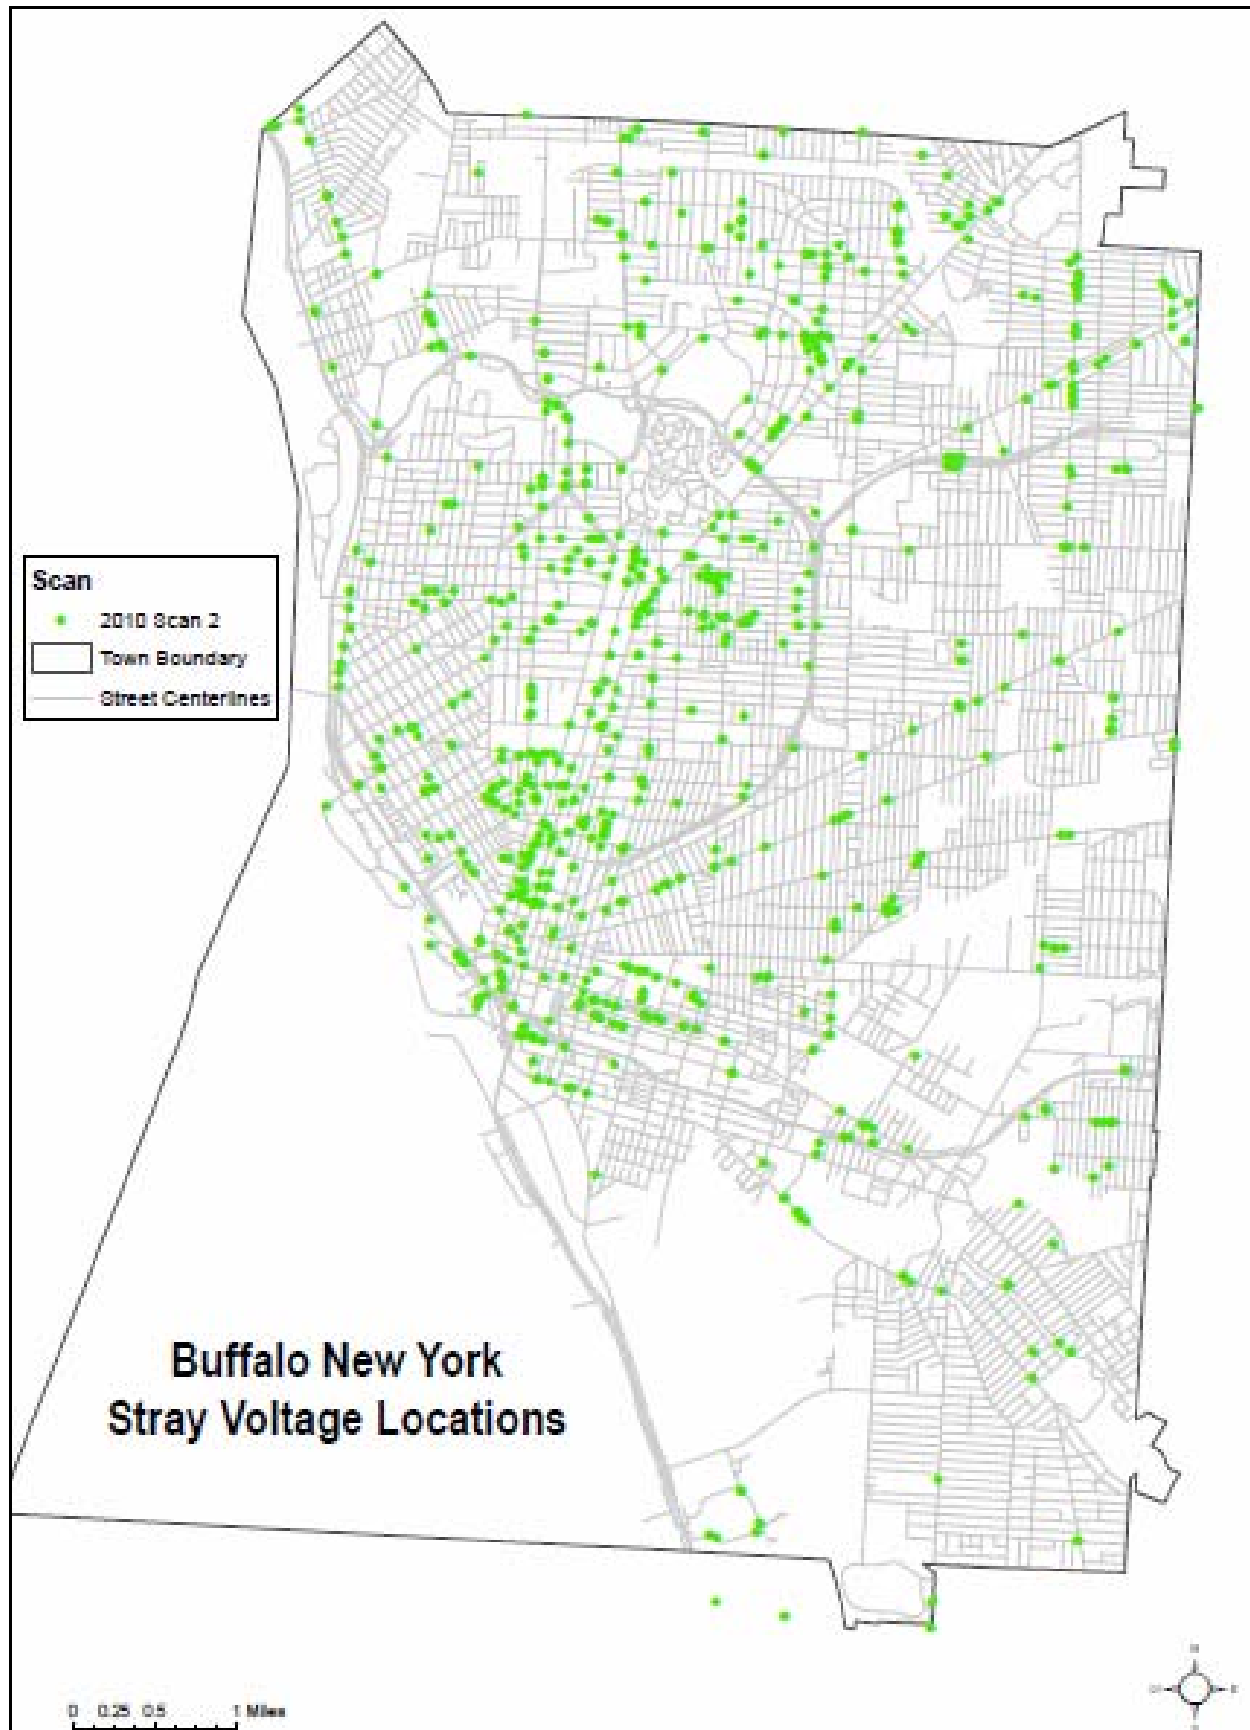 Scan
2010 Scan 2
Town Boundary
Street Centerlines
Buffalo New York
Stray Voltage Locations
0 0.25 0.5 1 Miles